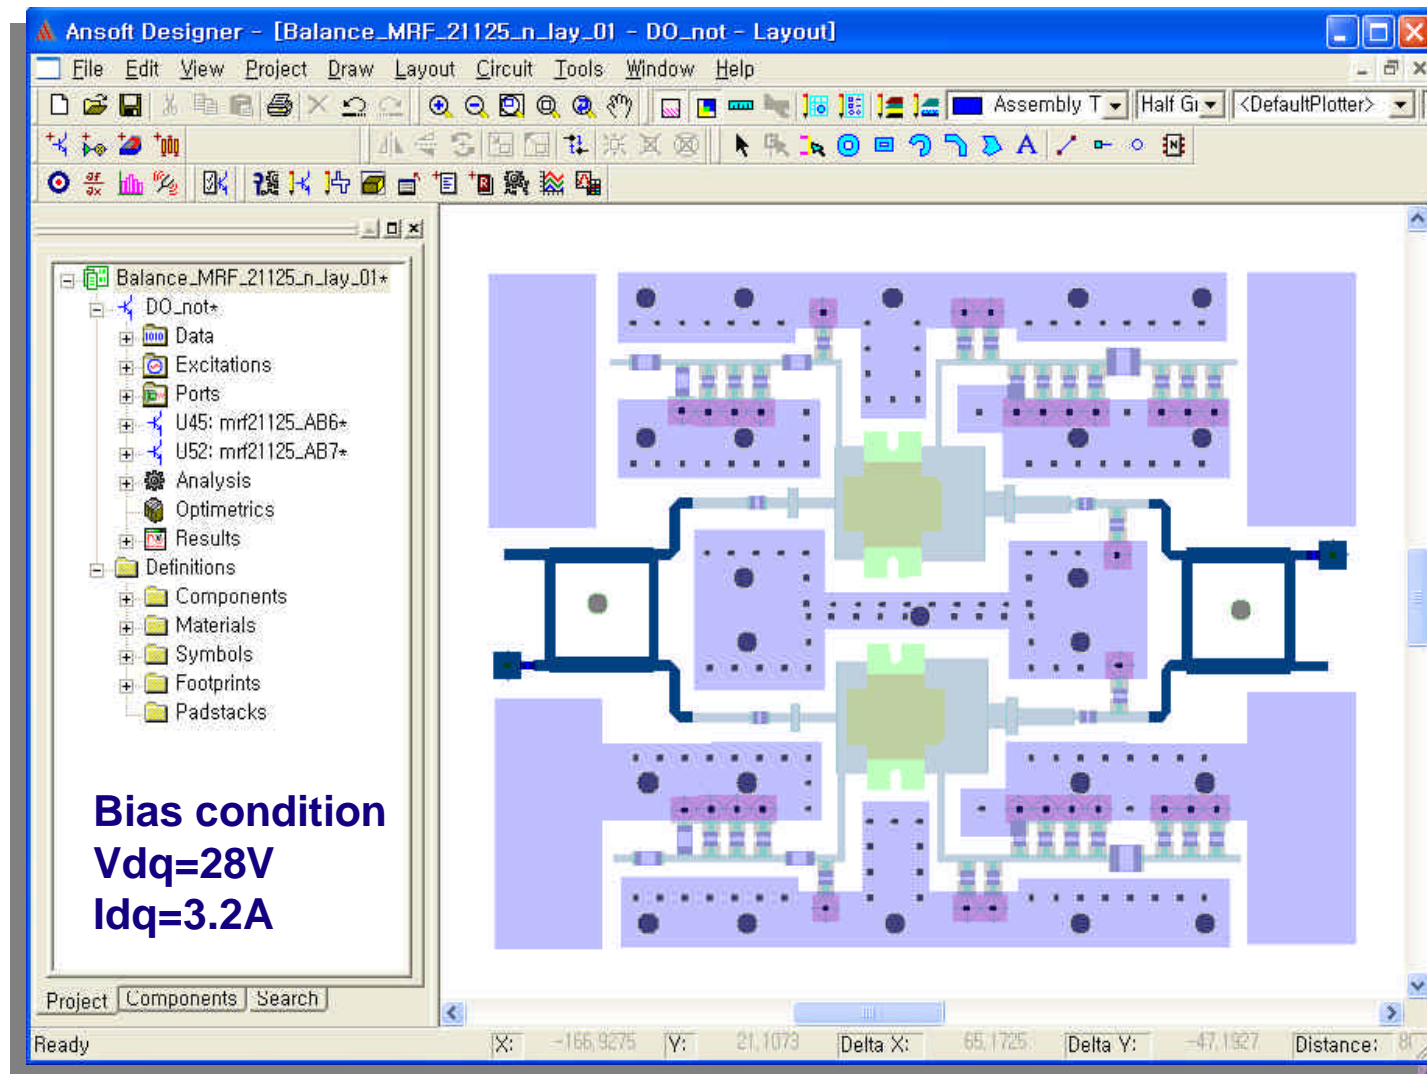 Ansoft Designer - [Balance_MRF_21125_n_lay_01 - DO_not - Layout]
File Edit View Project Draw Layout Circuit Tools Window Help
Assembly T Half Gr <DefaultPlotter>
Balance_MRF_21125_n_lay_01*
DO_not*
Data
Excitations
Ports
U45: mrf21125_AB6*
U52: mrf21125_AB7*
Analysis
Optimetrics
Results
Definitions
Components
Materials
Symbols
Footprints
Padstacks
Bias condition
Vdq=28V
Idq=3.2A
Project Components Search
Ready X: -166,9275 Y: 21,1073 Delta X: 65,1725 Delta Y: -47,1927 Distance: